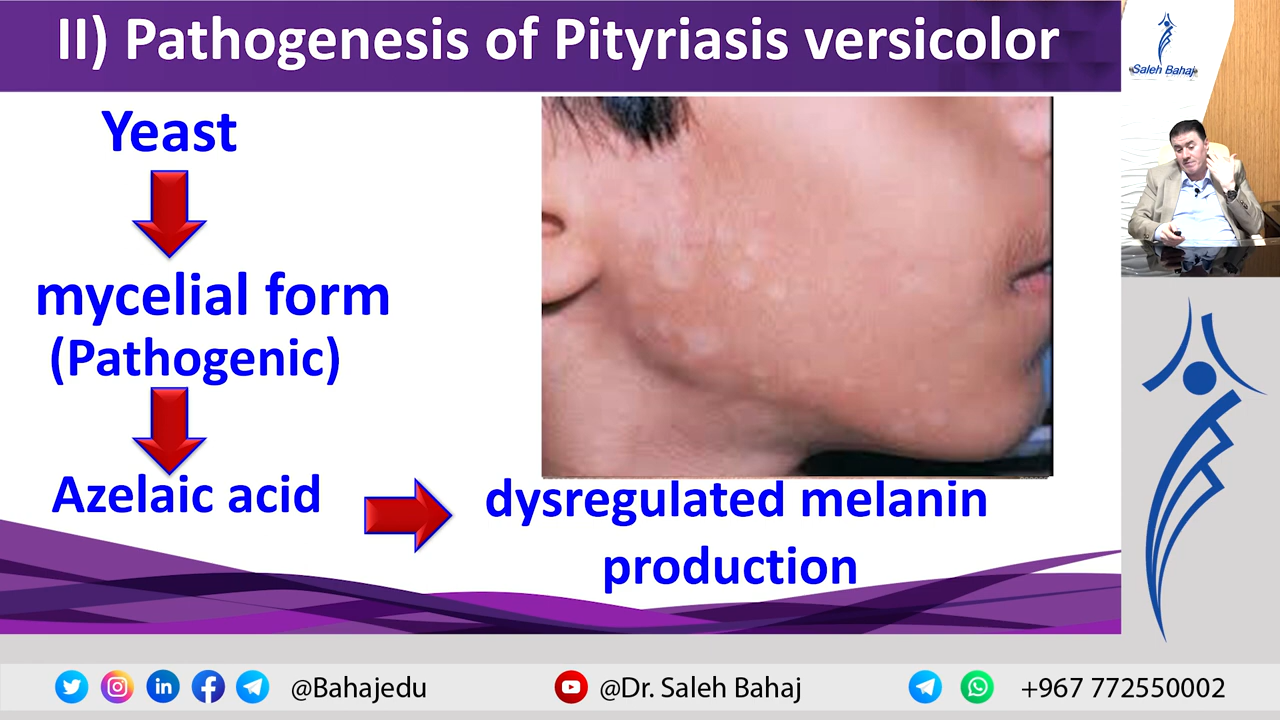 II) Pathogenesis of Pityriasis versicolor
Saleh Bahaj
Yeast
mycelial form
(Pathogenic)
Azelaic acid
dysregulated melanin
production
@Bahajedu
@Dr. Saleh Bahaj
+967 772550002